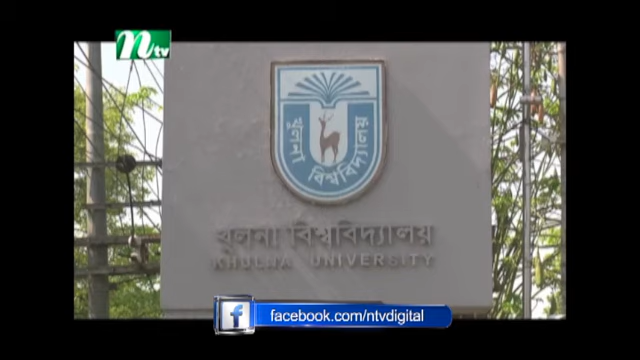 ntv
খুলনা বিশ্ববিদ্যালয়
খুলনা বিশ্ববিদ্যালয়
KHULNA UNIVERSITY
facebook.com/ntvdigital